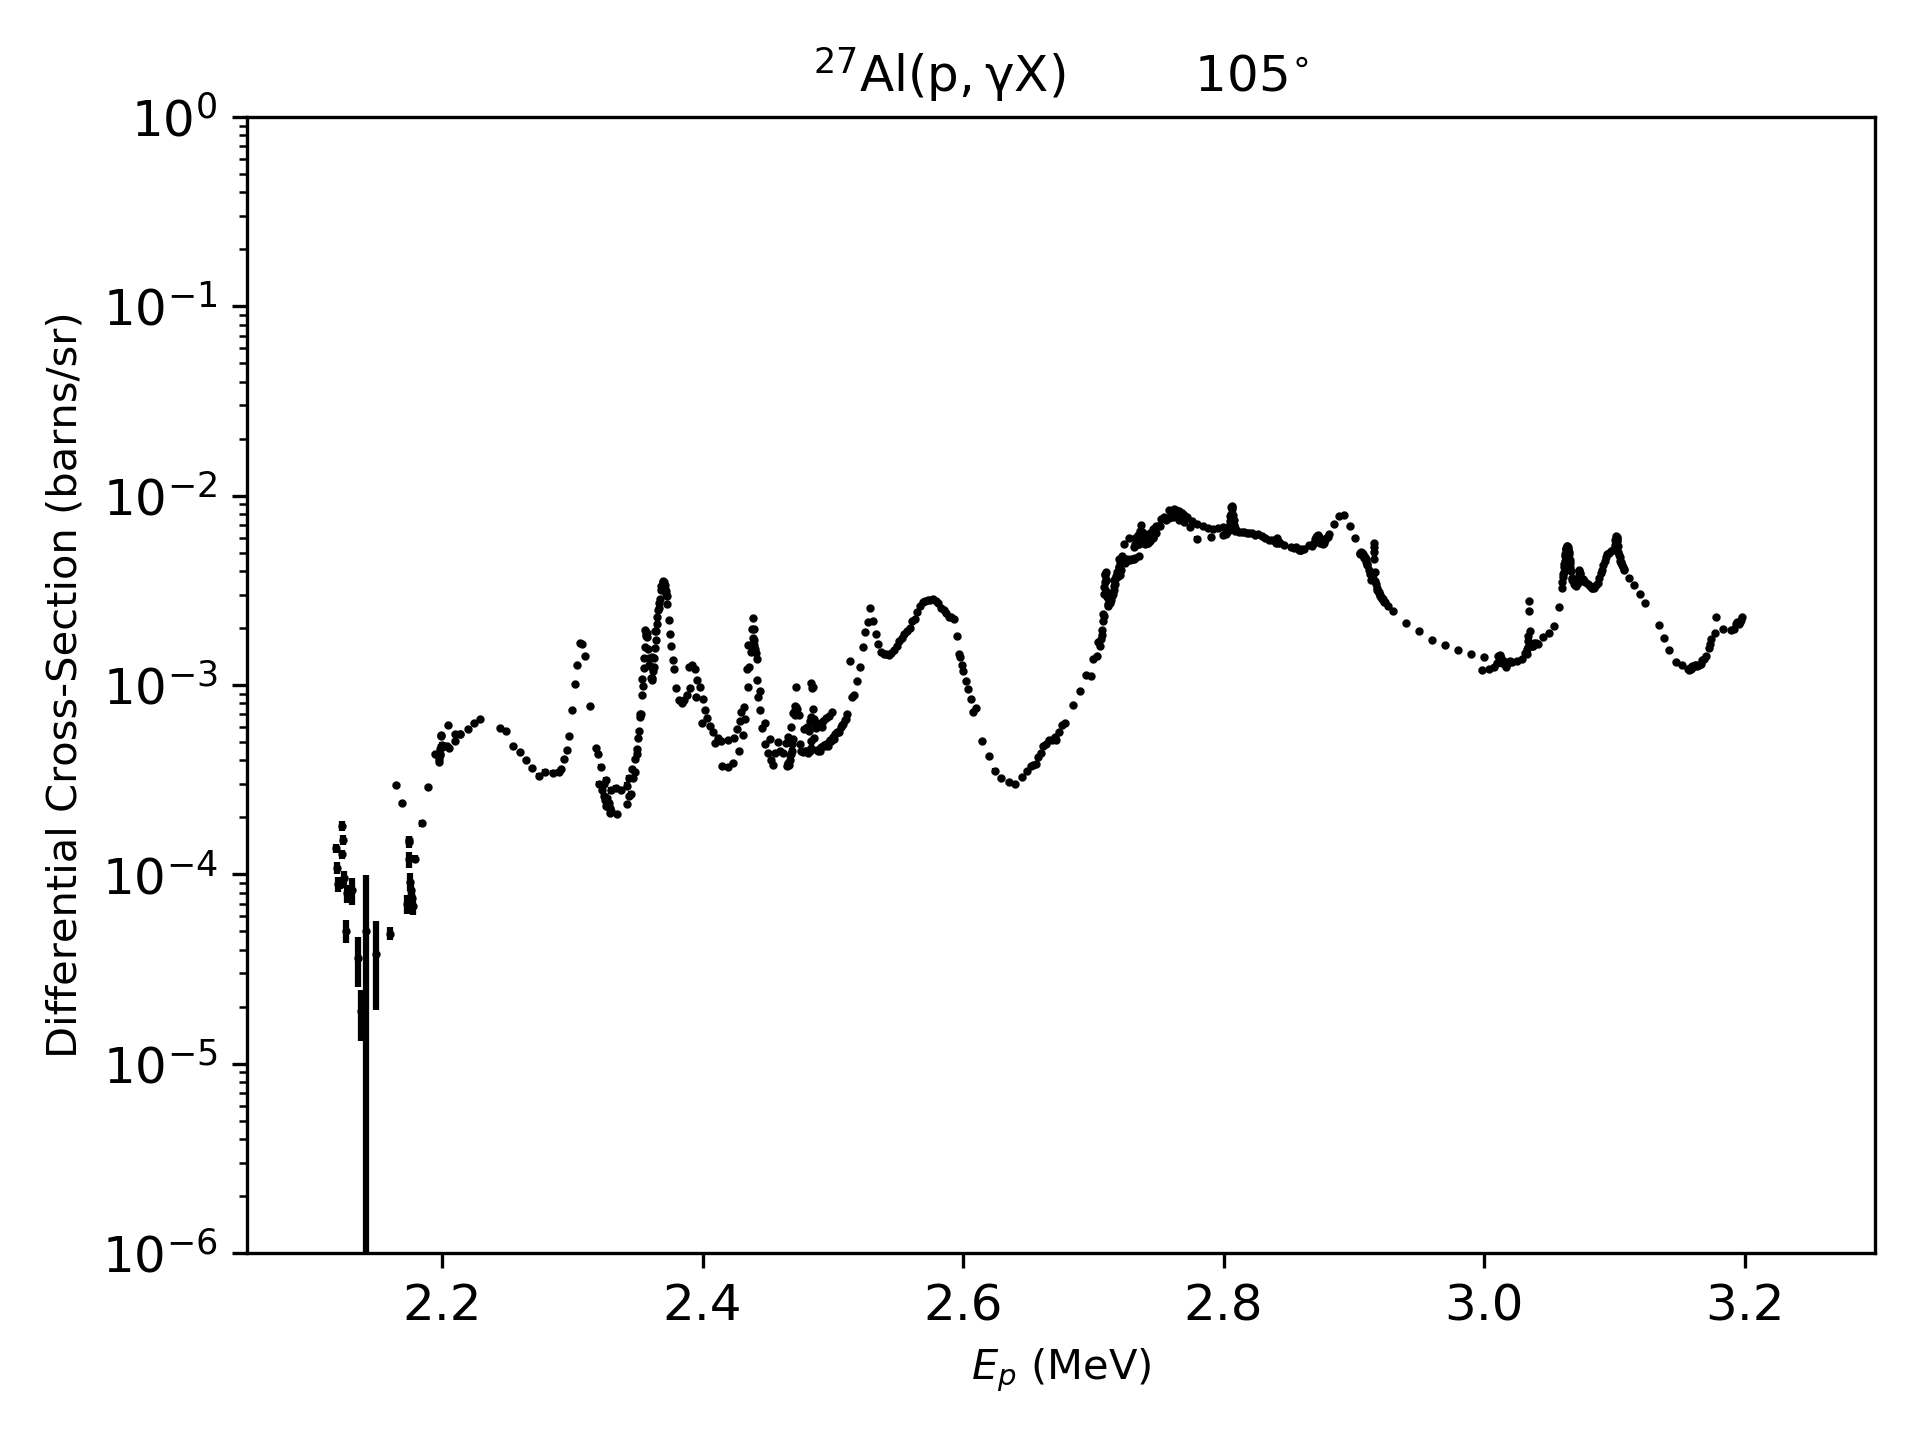 ²⁷Al(p, γX) 105°
10⁰
10⁻¹
10⁻²
10⁻³
10⁻⁴
10⁻⁵
10⁻⁶
Differential Cross-Section (barns/sr)
2.2 2.4 2.6 2.8 3.0 3.2
Eₚ (MeV)